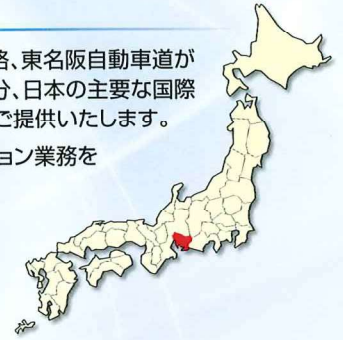 路、東名阪自動車道が
分、日本の主要な国際
ご提供いたします。
ョン業務を